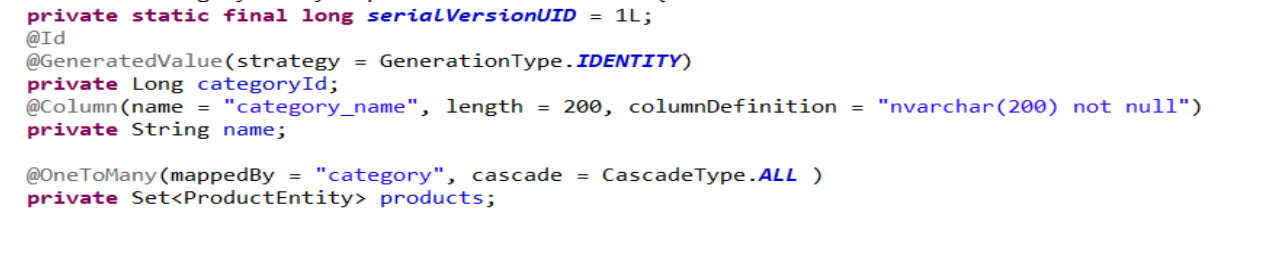 private static final long serialVersionUID = 1L;
@Id
@GeneratedValue(strategy = GenerationType.IDENTITY)
private Long categoryId;
@Column(name = "category_name", length = 200, columnDefinition = "nvarchar(200) not null")
private String name;
@OneToMany(mappedBy = "category", cascade = CascadeType.ALL )
private Set<ProductEntity> products;